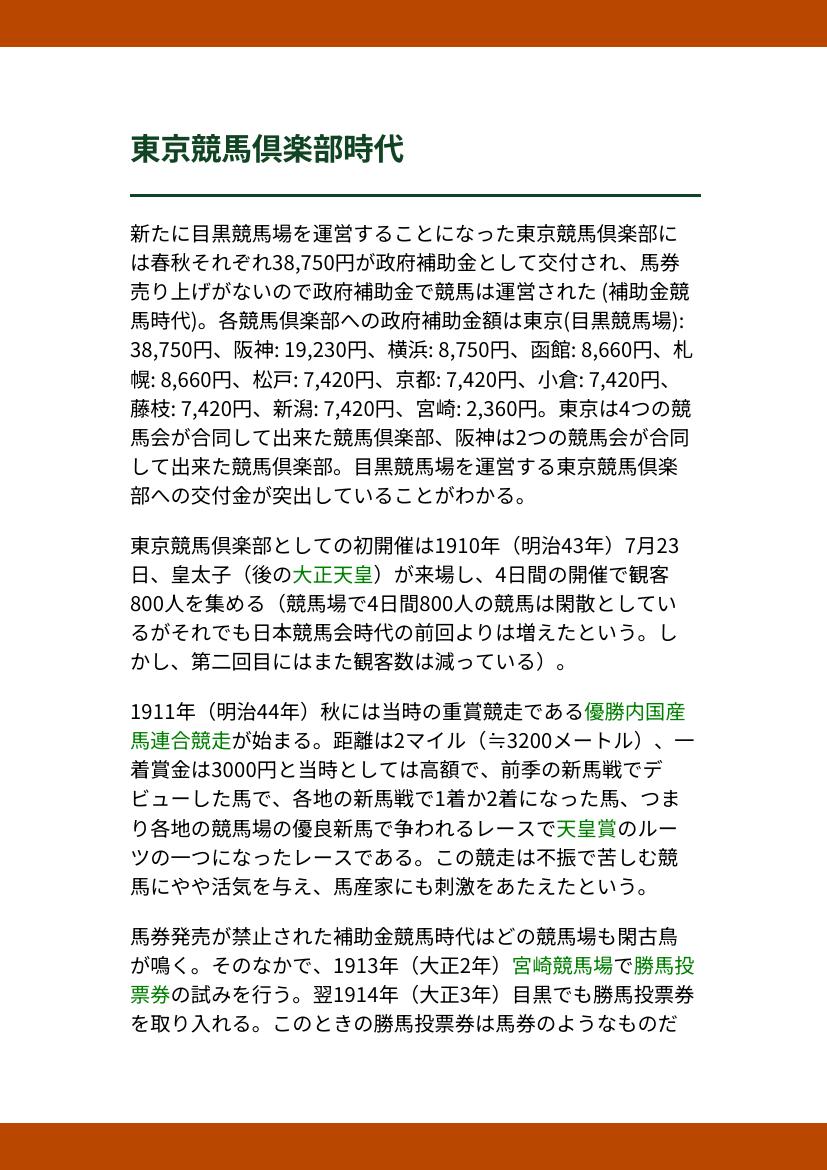 東京競馬倶楽部時代
新たに目黒競馬場を運営することになった東京競馬倶楽部に
は春秋それぞれ38,750円が政府補助金として交付され、馬券
売り上げがないので政府補助金で競馬は運営された (補助金競
馬時代)。各競馬倶楽部への政府補助金額は東京(目黒競馬場):
38,750円、阪神: 19,230円、横浜: 8,750円、函館: 8,660円、札
幌: 8,660円、松戸: 7,420円、京都: 7,420円、小倉: 7,420円、
藤枝: 7,420円、新潟: 7,420円、宮崎: 2,360円。東京は4つの競
馬会が合同して出来た競馬倶楽部、阪神は2つの競馬会が合同
して出来た競馬倶楽部。目黒競馬場を運営する東京競馬倶楽
部への交付金が突出していることがわかる。
東京競馬倶楽部としての初開催は1910年（明治43年）7月23
日、皇太子（後の大正天皇）が来場し、4日間の開催で観客
800人を集める（競馬場で4日間800人の競馬は閑散としてい
るがそれでも日本競馬会時代の前回よりは増えたという。し
かし、第二回目にはまた観客数は減っている）。
1911年（明治44年）秋には当時の重賞競走である優勝内国産
馬連合競走が始まる。距離は2マイル（≒3200メートル）、一
着賞金は3000円と当時としては高額で、前季の新馬戦でデ
ビューした馬で、各地の新馬戦で1着か2着になった馬、つま
り各地の競馬場の優良新馬で争われるレースで天皇賞のルー
ツの一つになったレースである。この競走は不振で苦しむ競
馬にやや活気を与え、馬産家にも刺激をあたえたという。
馬券発売が禁止された補助金競馬時代はどの競馬場も閑古鳥
が鳴く。そのなかで、1913年（大正2年）宮崎競馬場で勝馬投
票券の試みを行う。翌1914年（大正3年）目黒でも勝馬投票券
を取り入れる。このときの勝馬投票券は馬券のようなものだ